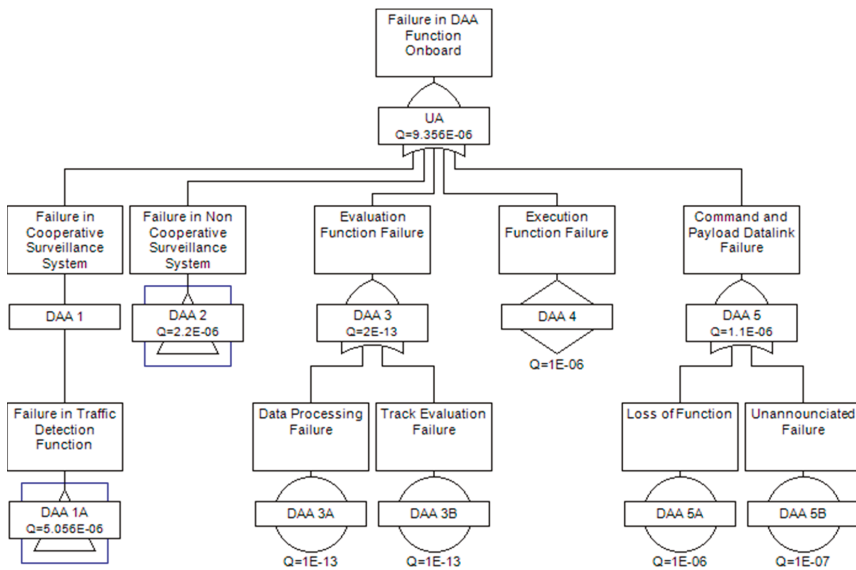 Failure in DAA
Function
Onboard
UA
Q=9.356E-06
Failure in
Cooperative
Surveillance
System
Failure in Non
Cooperative
Surveillance
System
Evaluation
Function Failure
Execution
Function Failure
Command and
Payload Datalink
Failure
DAA 1
DAA 2
Q=2.2E-06
DAA 3
Q=2E-13
DAA 4
Q=1E-06
DAA 5
Q=1.1E-06
Failure in Traffic
Detection
Function
Data Processing
Failure
Track Evaluation
Failure
Loss of Function
Unannounciated
Failure
DAA 1A
Q=5.056E-06
DAA 3A
Q=1E-13
DAA 3B
Q=1E-13
DAA 5A
Q=1E-06
DAA 5B
Q=1E-07